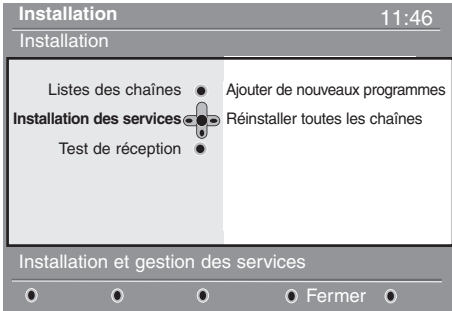 Installation 11:46
Installation
Listes des chaînes Ajouter de nouveaux programmes
Installation des services Réinstaller toutes les chaînes
Test de réception
Installation et gestion des services
Fermer